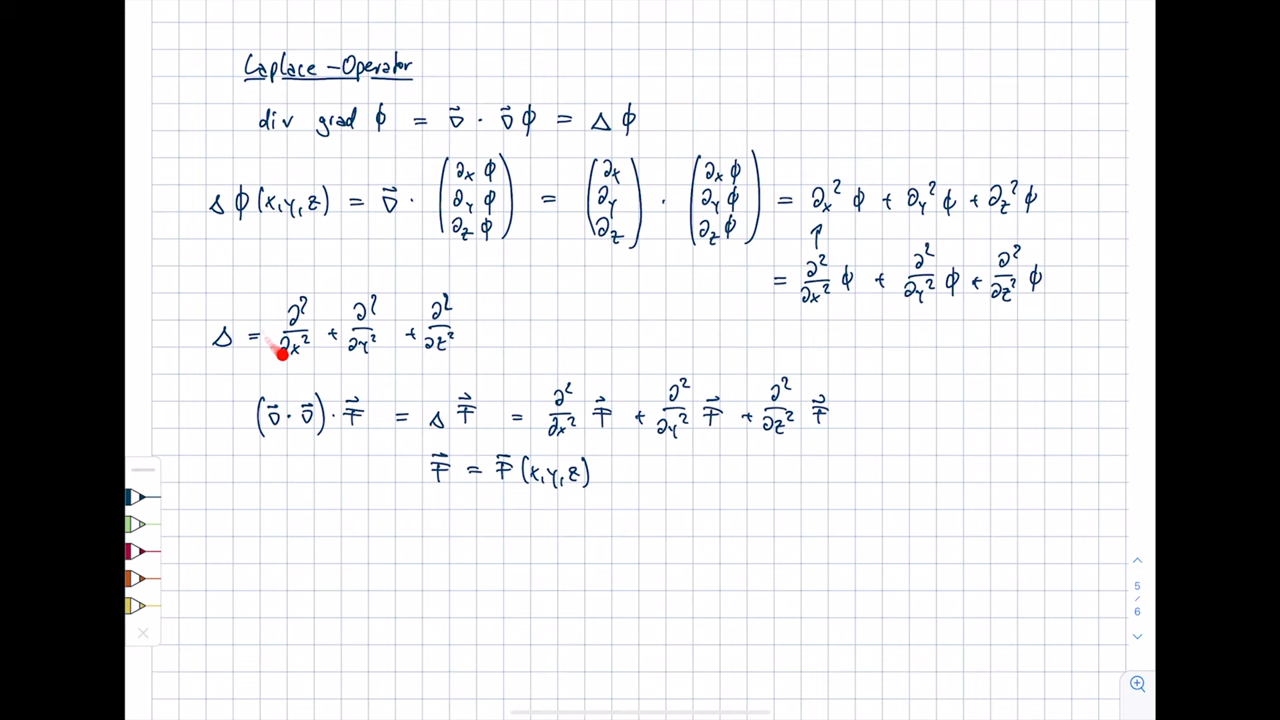 Laplace-Operator
div grad ϕ = ∇⃗ · ∇⃗ϕ = Δ ϕ
Δ ϕ(x,y,z) = ∇⃗ · (∂x ϕ, ∂y ϕ, ∂z ϕ) = (∂x, ∂y, ∂z) · (∂x ϕ, ∂y ϕ, ∂z ϕ) = ∂x² ϕ + ∂y² ϕ + ∂z² ϕ
↑
= ∂²/∂x² ϕ + ∂²/∂y² ϕ + ∂²/∂z² ϕ
Δ = ∂²/∂x² + ∂²/∂y² + ∂²/∂z²
(∇⃗ · ∇⃗) · F⃗ = Δ F⃗ = ∂²/∂x² F⃗ + ∂²/∂y² F⃗ + ∂²/∂z² F⃗
F⃗ = F⃗(x,y,z)
5
/
6